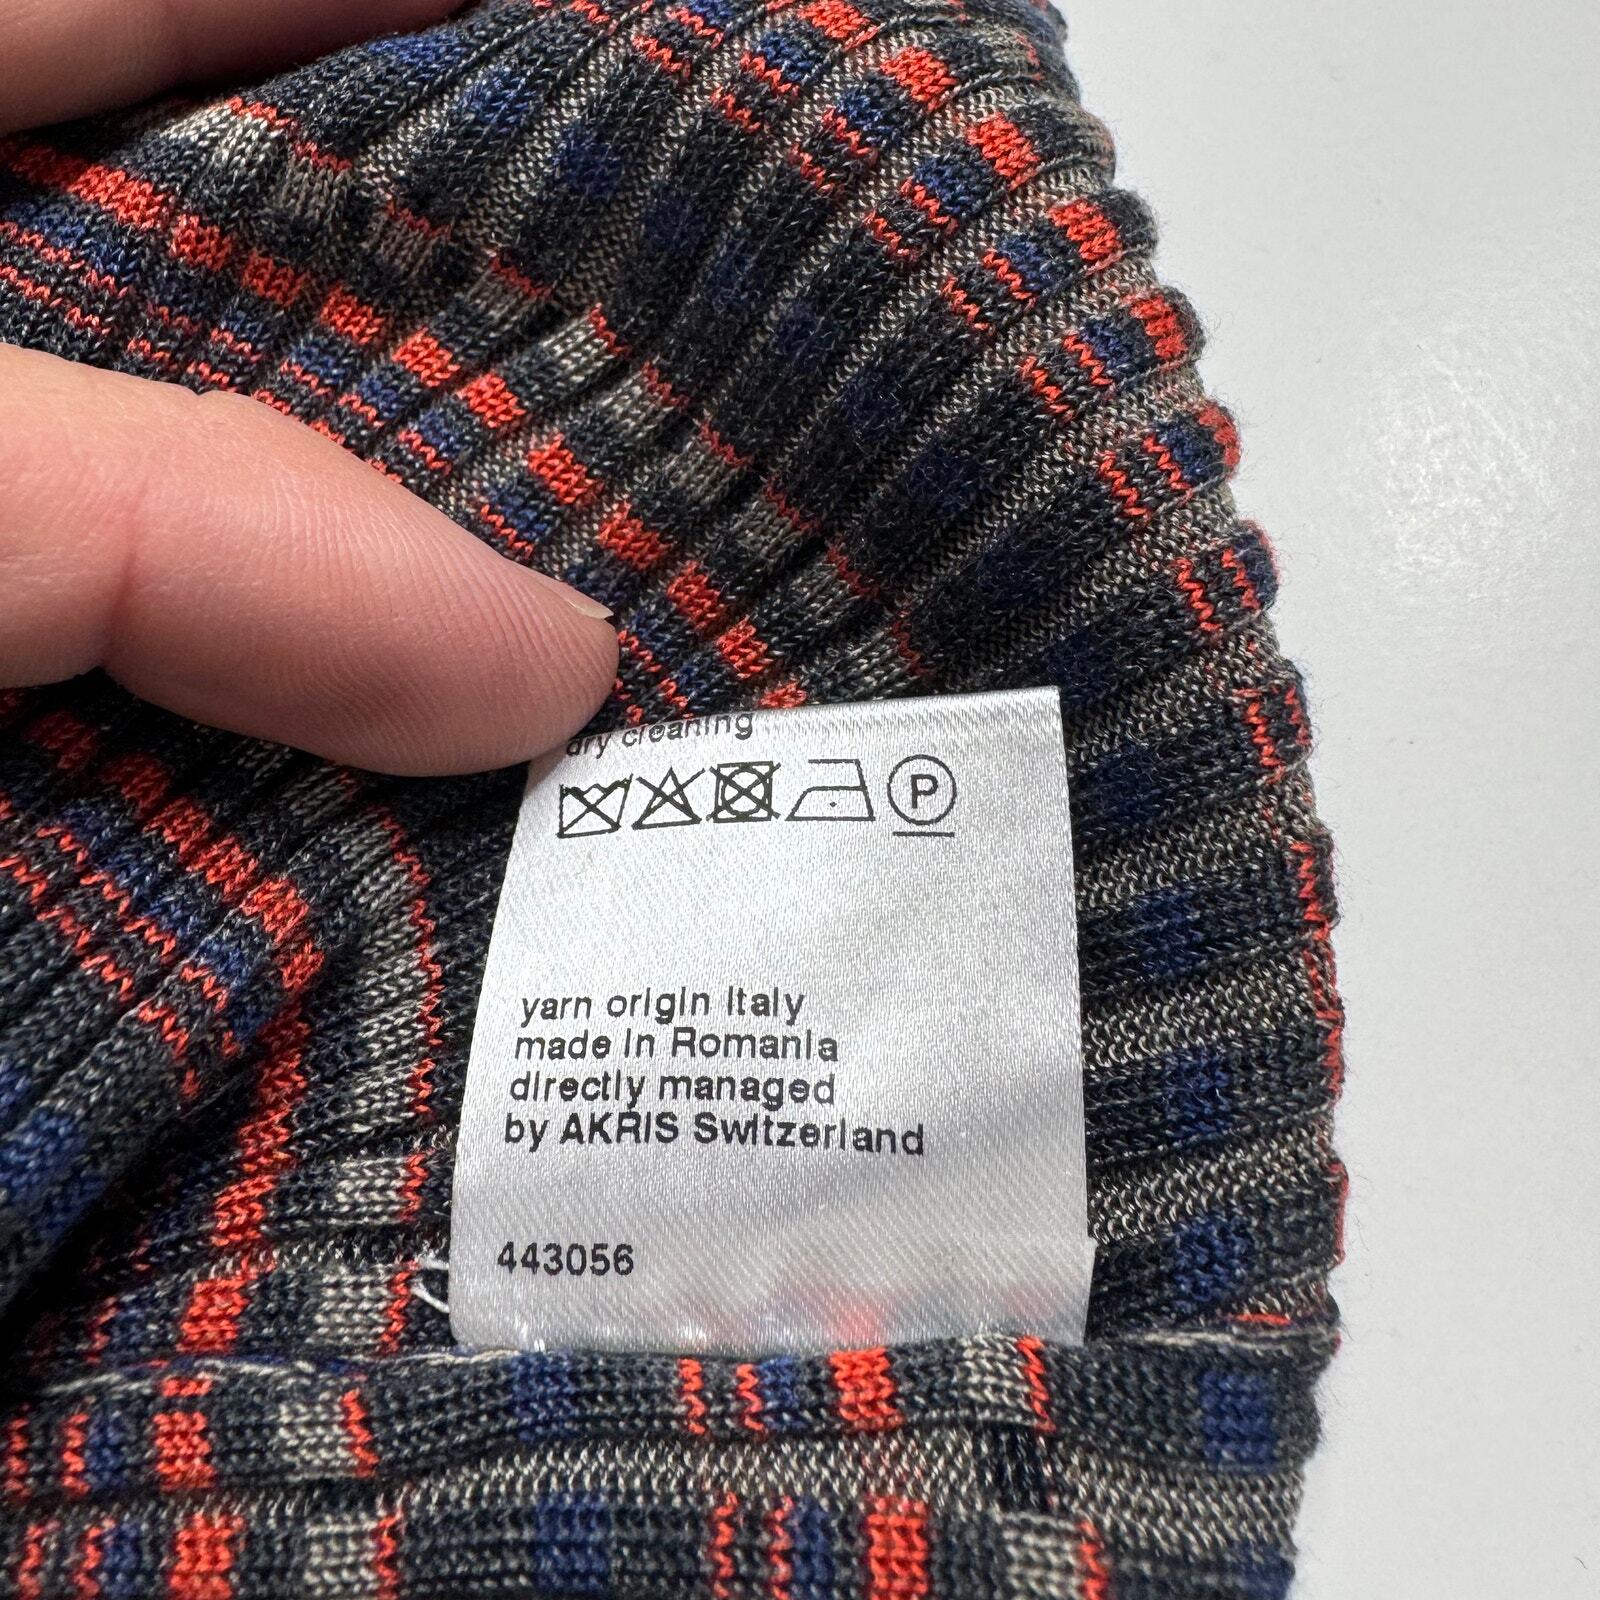 dry cleaning
P
yarn origin Italy
made in Romania
directly managed
by AKRIS Switzerland
443056